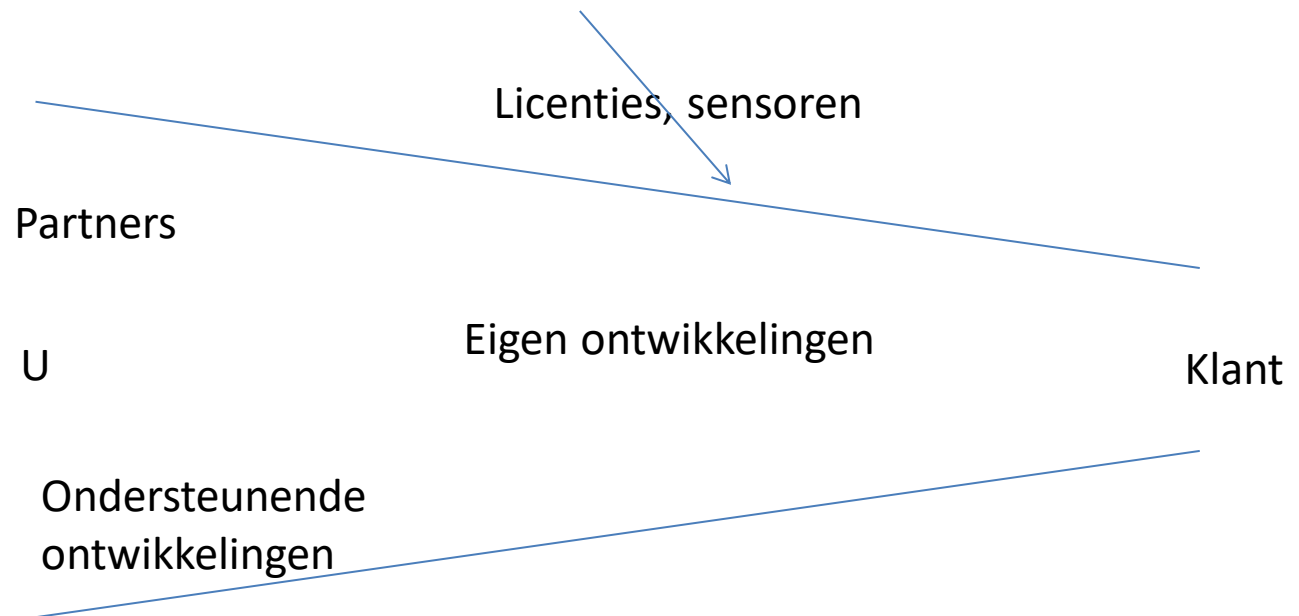 Licenties, sensoren
Partners
Eigen ontwikkelingen
U
Klant
Ondersteunende
ontwikkelingen